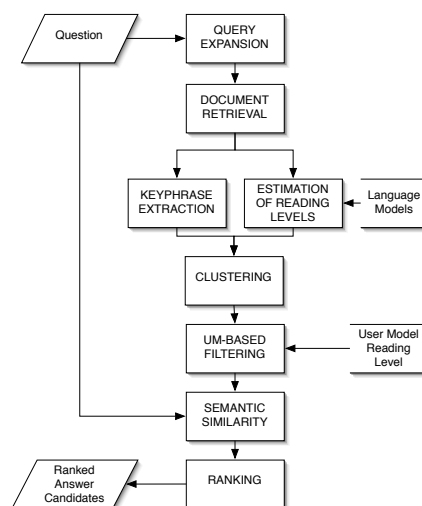 Question
QUERY
EXPANSION
DOCUMENT
RETRIEVAL
KEYPHRASE
EXTRACTION
ESTIMATION
OF READING
LEVELS
Language
Models
CLUSTERING
UM-BASED
FILTERING
User Model
Reading
Level
SEMANTIC
SIMILARITY
Ranked
Answer
Candidates
RANKING